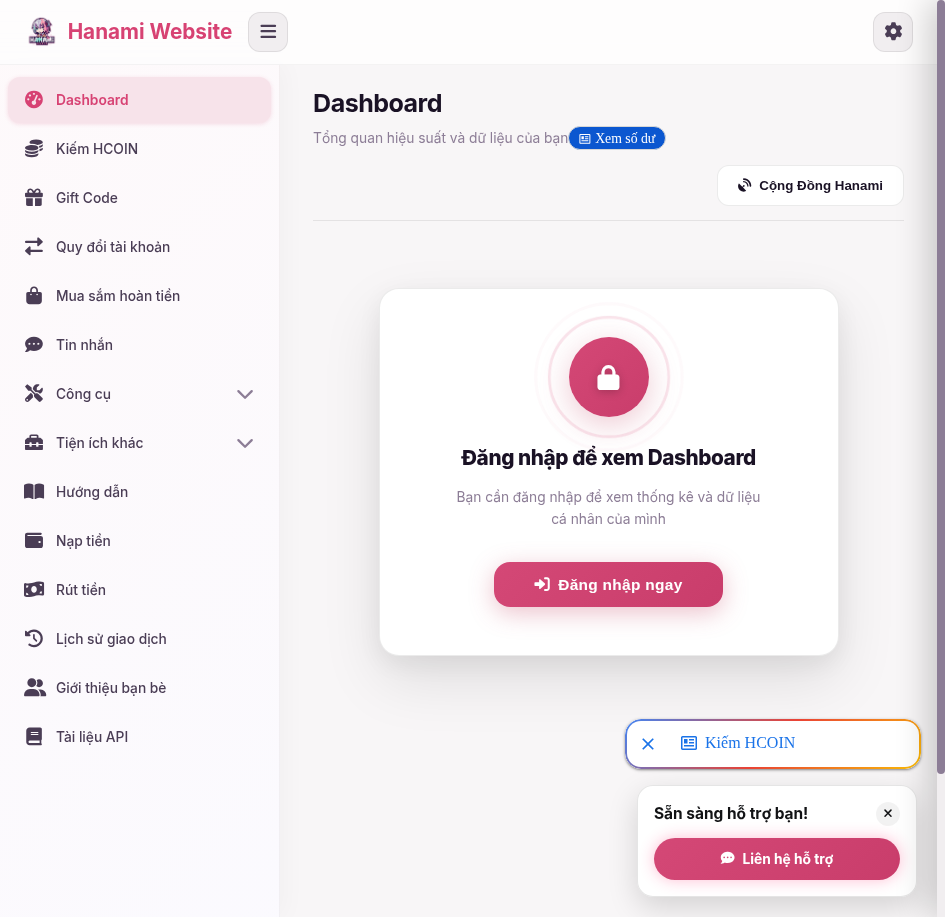 Hanami Website
Dashboard
Kiếm HCOIN
Gift Code
Quy đổi tài khoản
Mua sắm hoàn tiền
Tin nhắn
Công cụ
Tiện ích khác
Hướng dẫn
Nạp tiền
Rút tiền
Lịch sử giao dịch
Giới thiệu bạn bè
Tài liệu API
Dashboard
Tổng quan hiệu suất và dữ liệu của bạn Xem số dư
Cộng Đồng Hanami
Đăng nhập để xem Dashboard
Bạn cần đăng nhập để xem thống kê và dữ liệu
cá nhân của mình
Đăng nhập ngay
Kiếm HCOIN
Sẵn sàng hỗ trợ bạn!
Liên hệ hỗ trợ